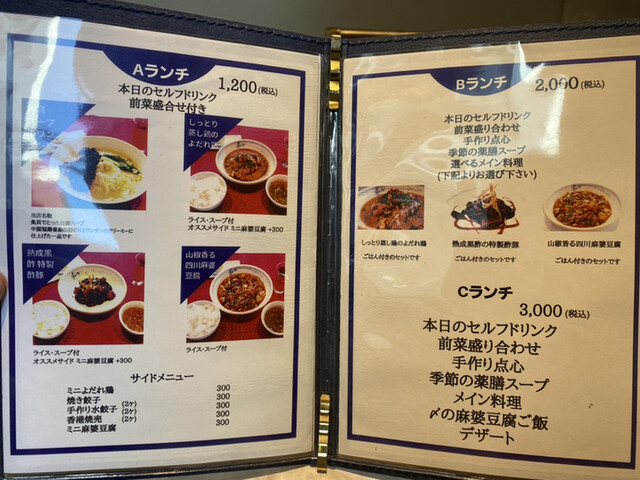 Aランチ 1,200(税込)
本日のセルフドリンク
前菜盛合せ付き
しっとり
蒸し鶏の
よだれ鶏
当店名物
ライス・スープ付
オススメサイド ミニ麻婆豆腐 +300
熟成黒
酢 特製
酢豚
ライス・スープ付
オススメサイド ミニ麻婆豆腐 +300
山椒香る
四川麻婆
豆腐
ライス・スープ付
サイドメニュー
ミニよだれ鶏 300
焼き餃子 300
手作り水餃子 (2ヶ) 300
香港焼売 (2ヶ) 300
ミニ麻婆豆腐 300
Bランチ 2,000(税込)
本日のセルフドリンク
前菜盛り合わせ
手作り点心
季節の薬膳スープ
選べるメイン料理
(下記よりお選び下さい)
しっとり蒸し鶏のよだれ鶏
ごはん付きのセットです
熟成黒酢の特製酢豚
ごはん付きのセットです
山椒香る四川麻婆豆腐
ごはん付きのセットです
Cランチ
3,000(税込)
本日のセルフドリンク
前菜盛り合わせ
手作り点心
季節の薬膳スープ
メイン料理
〆の麻婆豆腐ご飯
デザート